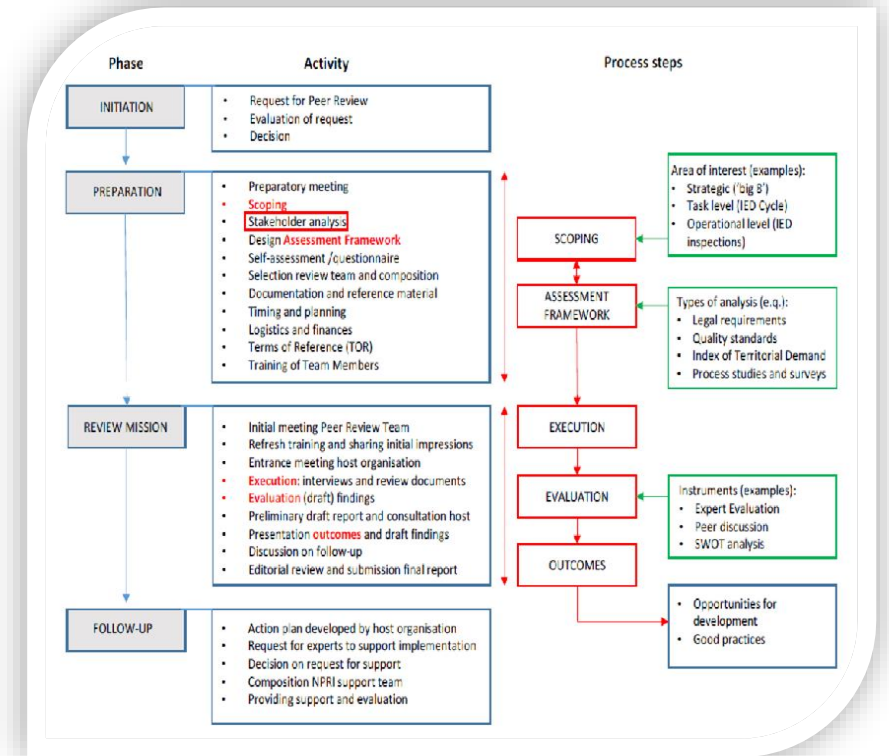 Phase
Activity
Process steps
INITIATION
• Request for Peer Review
• Evaluation of request
• Decision
PREPARATION
• Preparatory meeting
• Scoping
• Stakeholder analysis
• Design Assessment Framework
• Self-assessment /questionnaire
• Selection review team and composition
• Documentation and reference material
• Timing and planning
• Logistics and finances
• Terms of Reference (TOR)
• Training of Team Members
REVIEW MISSION
• Initial meeting Peer Review Team
• Refresh training and sharing initial impressions
• Entrance meeting host organisation
• Execution: interviews and review documents
• Evaluation (draft) findings
• Preliminary draft report and consultation host
• Presentation outcomes and draft findings
• Discussion on follow-up
• Editorial review and submission final report
FOLLOW-UP
• Action plan developed by host organisation
• Request for experts to support implementation
• Decision on request for support
• Composition NPRI support team
• Providing support and evaluation
SCOPING
ASSESSMENT
FRAMEWORK
EXECUTION
EVALUATION
OUTCOMES
Area of interest (examples):
• Strategic ('big 8')
• Task level (IED Cycle)
• Operational level (IED
inspections)
Types of analysis (e.q.):
• Legal requirements
• Quality standards
• Index of Territorial Demand
• Process studies and surveys
Instruments (examples):
• Expert Evaluation
• Peer discussion
• SWOT analysis
• Opportunities for
development
• Good practices